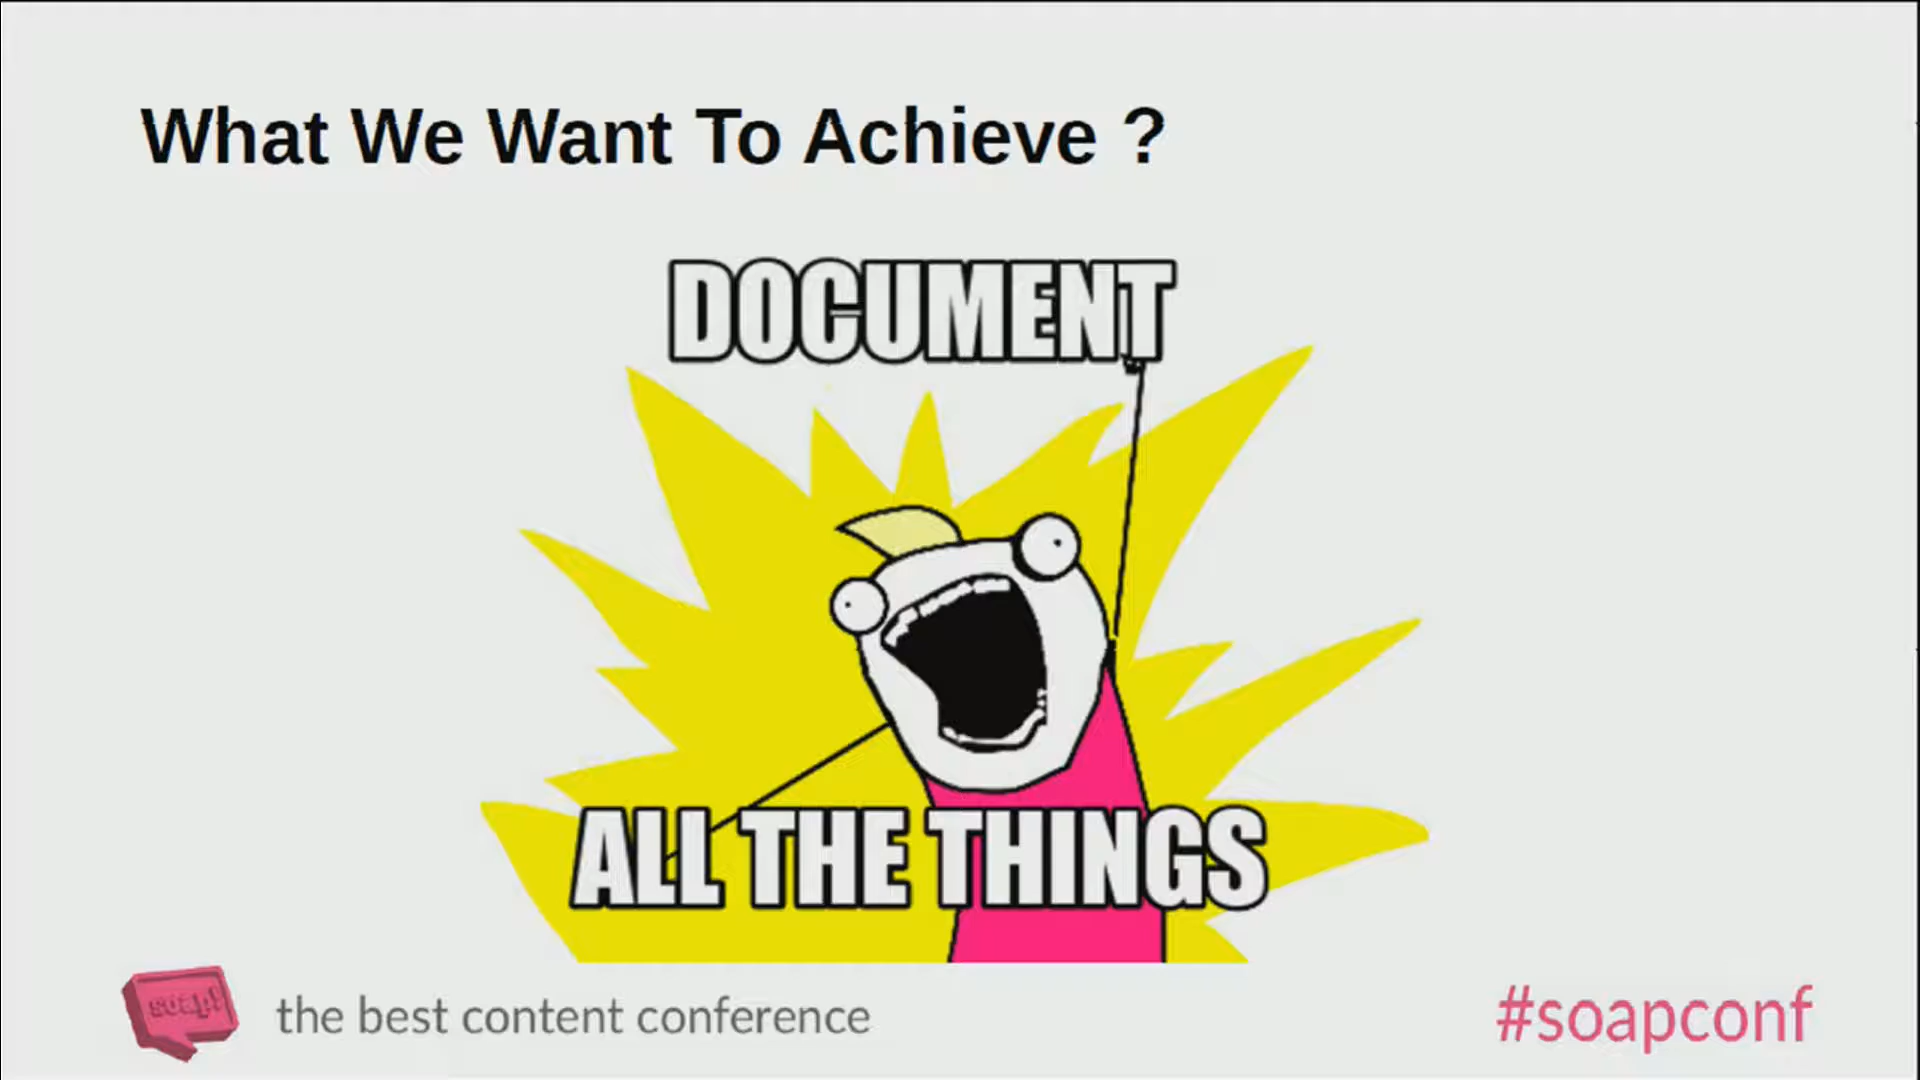 What We Want To Achieve ?
DOCUMENT
ALL THE THINGS
soap!
the best content conference
#soapconf